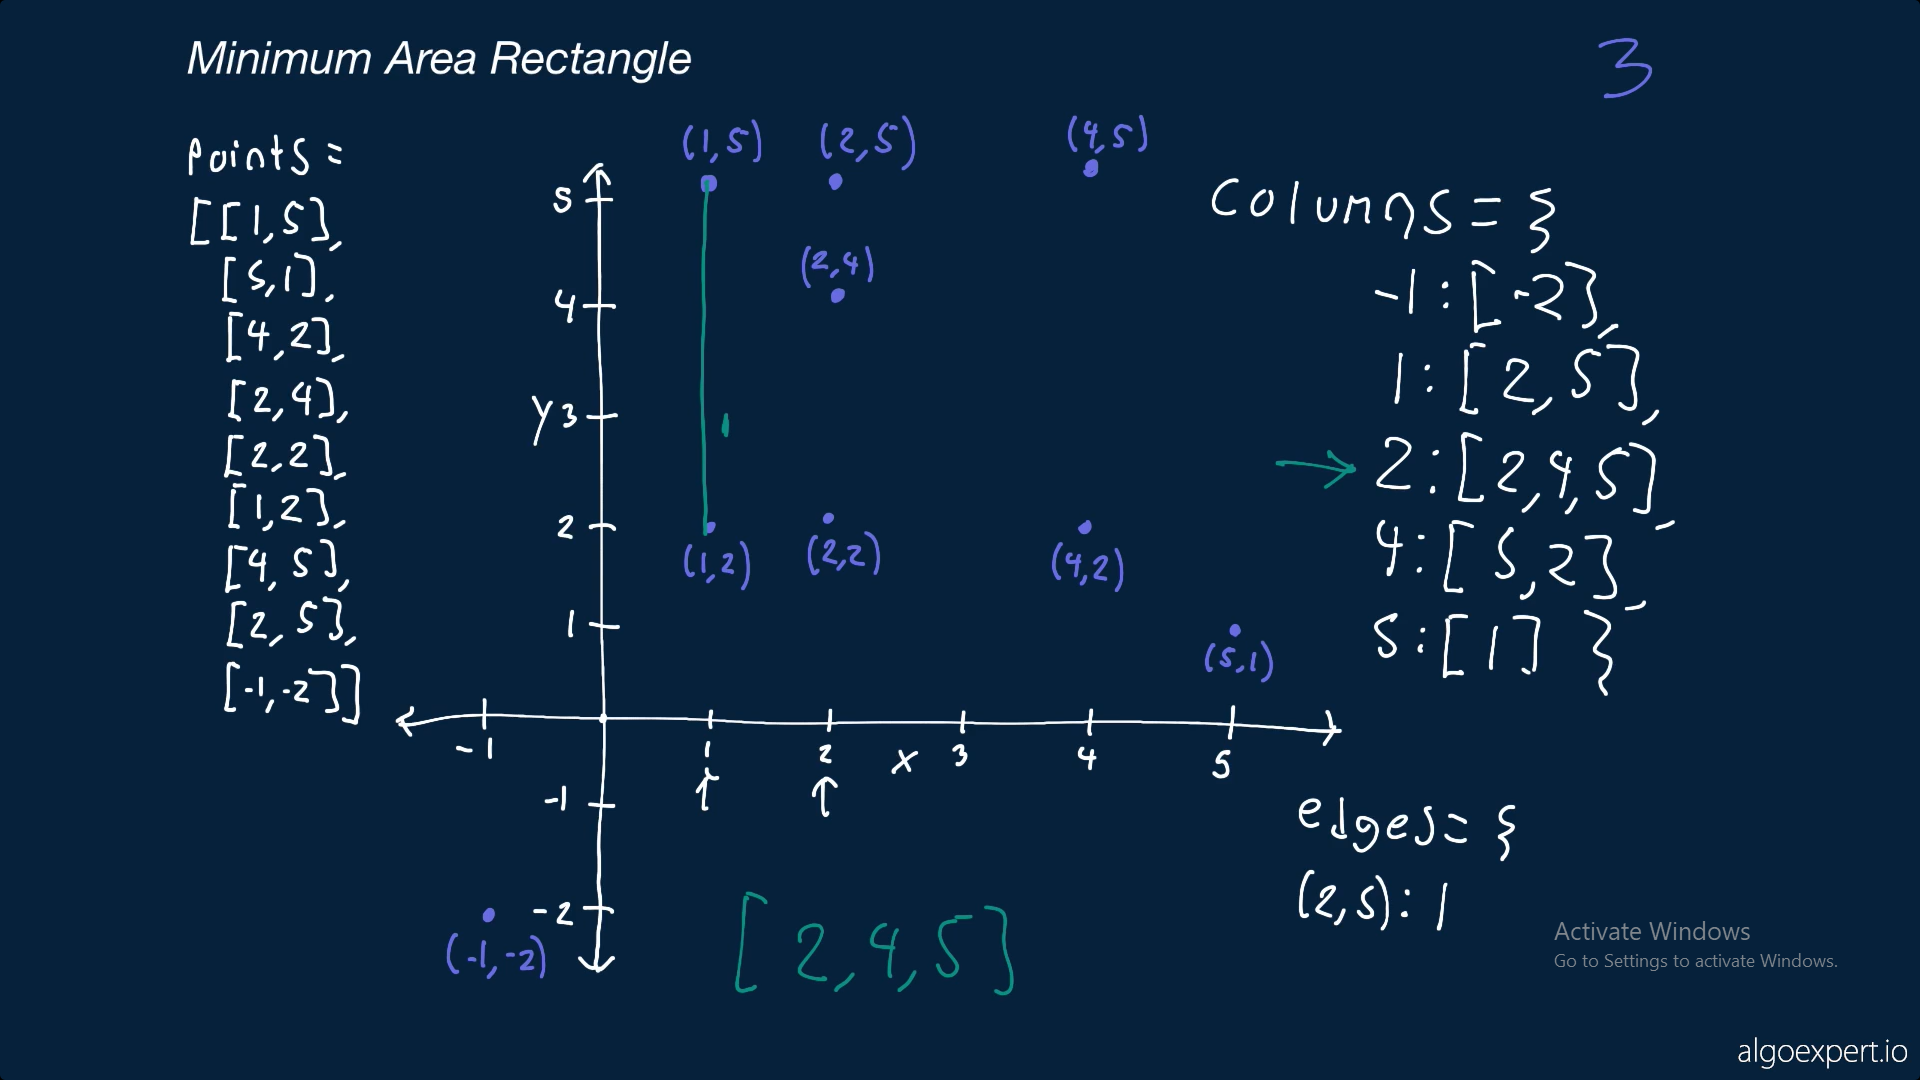 Minimum Area Rectangle
3
points =
[[1,5],
[5,1],
[4,2],
[2,4],
[2,2],
[1,2],
[4,5],
[2,5],
[-1,-2]]
(1,5) (2,5) (4,5)
(2,4)
(1,2) (2,2) (4,2)
(5,1)
(-1,-2)
5
4
y 3
2
1
-1 1 2 x 3 4 5
-1
-2
[2,4,5]
columns = {
-1:[-2],
1:[2,5],
2:[2,4,5],
4:[5,2],
5:[1] }
edges= {
(2,5): 1
Activate Windows
Go to Settings to activate Windows.
algoexpert.io